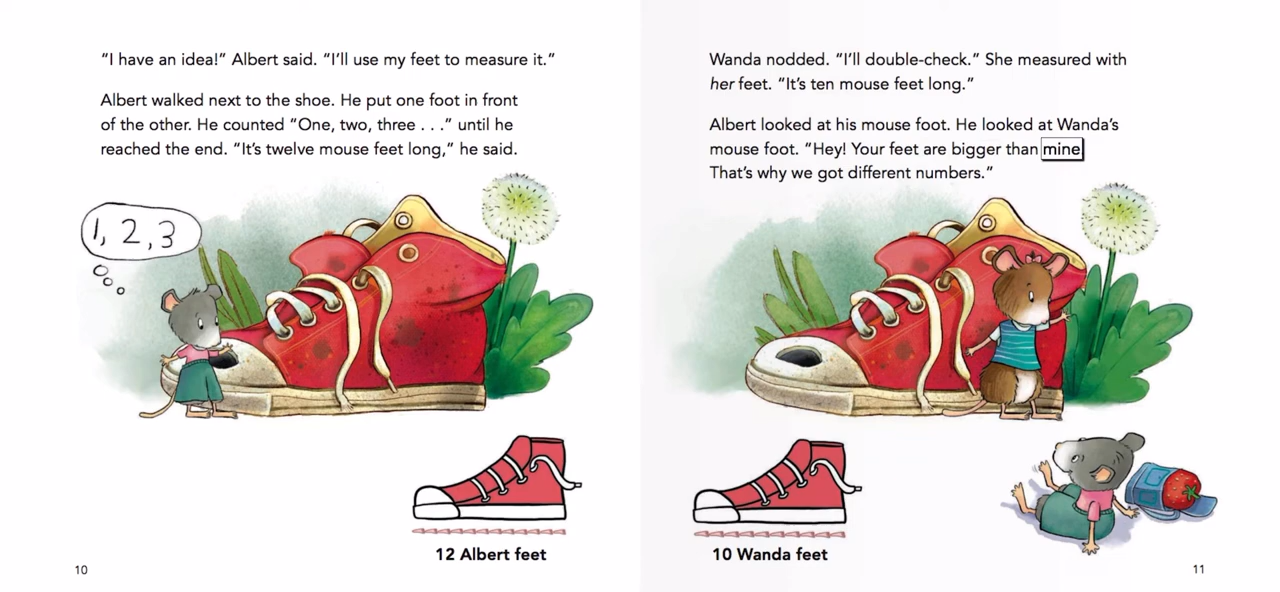 “I have an idea!” Albert said. “I’ll use my feet to measure it.”
Albert walked next to the shoe. He put one foot in front
of the other. He counted “One, two, three . . .” until he
reached the end. “It’s twelve mouse feet long,” he said.
1, 2, 3
12 Albert feet
10
Wanda nodded. “I’ll double-check.” She measured with
her feet. “It’s ten mouse feet long.”
Albert looked at his mouse foot. He looked at Wanda’s
mouse foot. “Hey! Your feet are bigger than mine
That’s why we got different numbers.”
10 Wanda feet
11